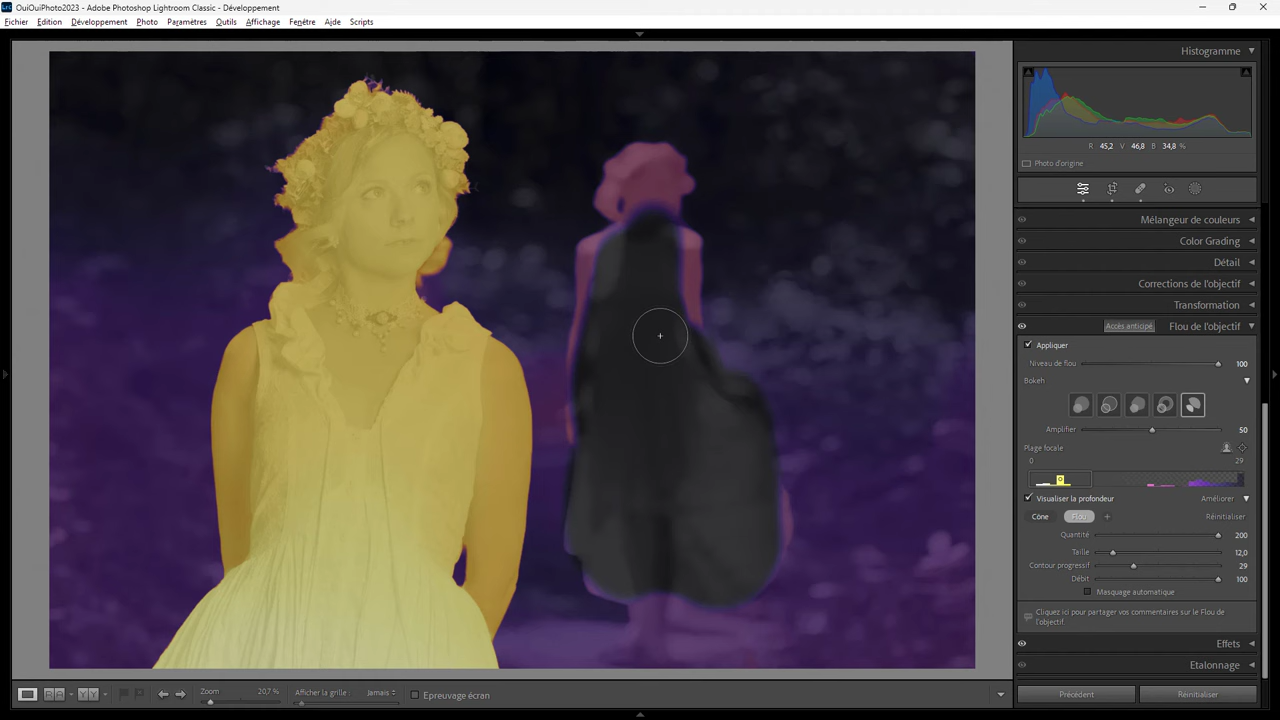 OuiOuiPhoto2023 - Adobe Photoshop Lightroom Classic - Développement
Fichier Edition Développement Photo Paramètres Outils Affichage Fenêtre Aide Scripts
Histogramme
R 45,2 V 46,8 B 34,8 %
Photo d'origine
Mélangeur de couleurs
Color Grading
Détail
Corrections de l'objectif
Transformation
Accès anticipé Flou de l'objectif
Appliquer
Niveau de flou 100
Bokeh
Amplifier 50
Plage focale
0 29
Visualiser la profondeur Améliorer
Cône Flou + Réinitialiser
Quantité 200
Taille 12,0
Contour progressif 29
Débit 100
Masquage automatique
Cliquez ici pour partager vos commentaires sur le Flou de
l'objectif.
Effets
Etalonnage
Zoom 20,7 % Afficher la grille Jamais Epreuvage écran
Précédent Réinitialiser